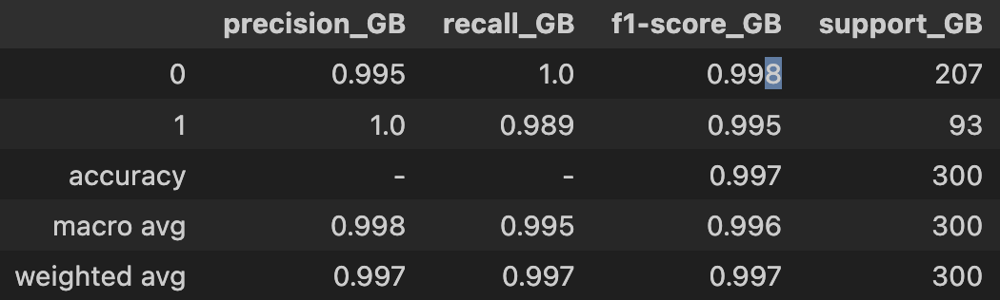 precision_GB recall_GB f1-score_GB support_GB
0 0.995 1.0 0.998 207
1 1.0 0.989 0.995 93
accuracy - - 0.997 300
macro avg 0.998 0.995 0.996 300
weighted avg 0.997 0.997 0.997 300